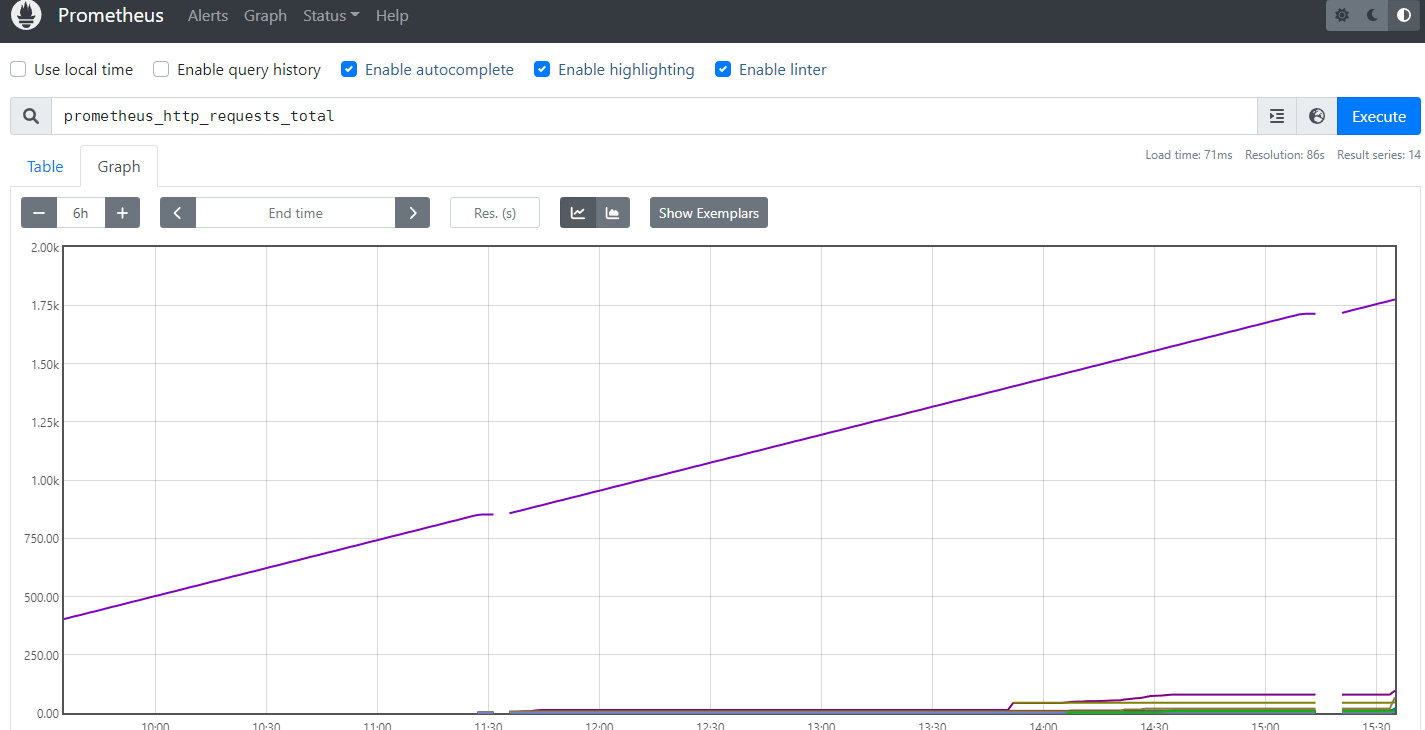 Prometheus Alerts Graph Status Help
Use local time Enable query history Enable autocomplete Enable highlighting Enable linter
prometheus_http_requests_total Execute
Table Graph Load time: 71ms Resolution: 86s Result series: 14
6h End time Res. (s) Show Exemplars
2.00k
1.75k
1.50k
1.25k
1.00k
750.00
500.00
250.00
0.00
10:00 10:30 11:00 11:30 12:00 12:30 13:00 13:30 14:00 14:30 15:00 15:30